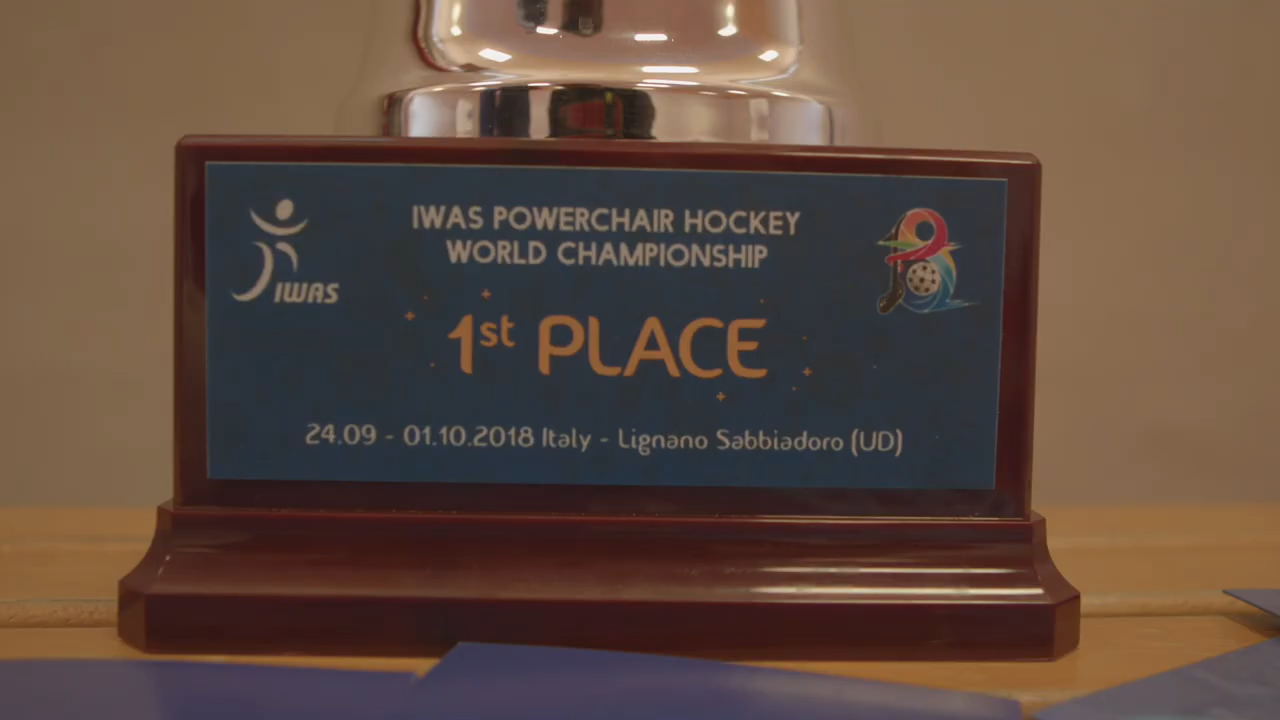 IWAS POWERCHAIR HOCKEY
WORLD CHAMPIONSHIP
IWAS
1st PLACE
24.09 - 01.10.2018 Italy - Lignano Sabbiadoro (UD)